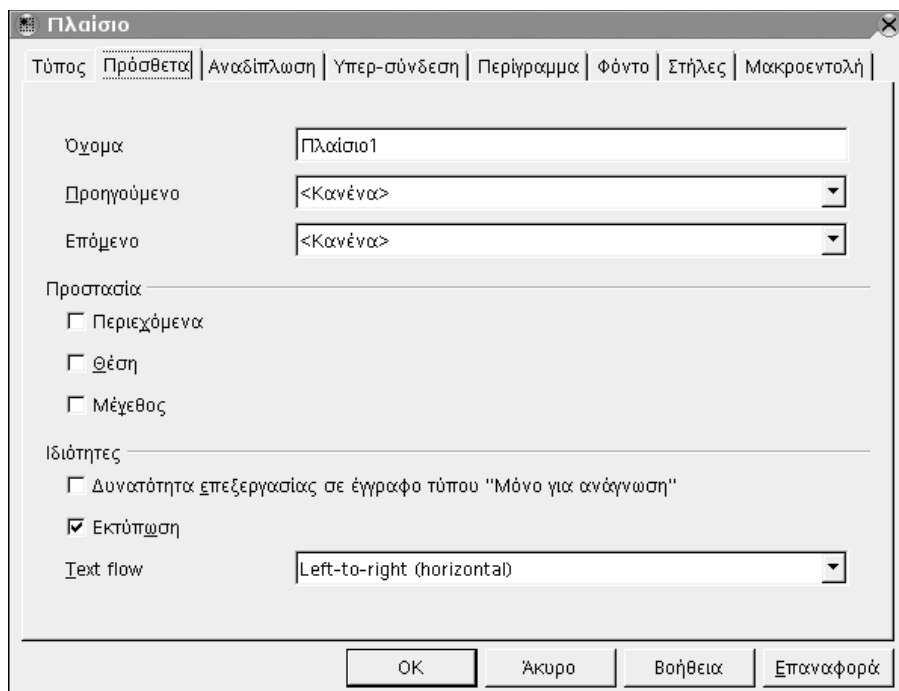 Πλαίσιο
Τύπος Πρόσθετα Αναδίπλωση Υπερ-σύνδεση Περίγραμμα Φόντο Στήλες Μακροεντολή
Όνομα Πλαίσιο1
Προηγούμενο <Κανένα>
Επόμενο <Κανένα>
Προστασία
Περιεχόμενα
Θέση
Μέγεθος
Ιδιότητες
Δυνατότητα επεξεργασίας σε έγγραφο τύπου "Μόνο για ανάγνωση"
Εκτύπωση
Text flow Left-to-right (horizontal)
OK Άκυρο Βοήθεια Επαναφορά